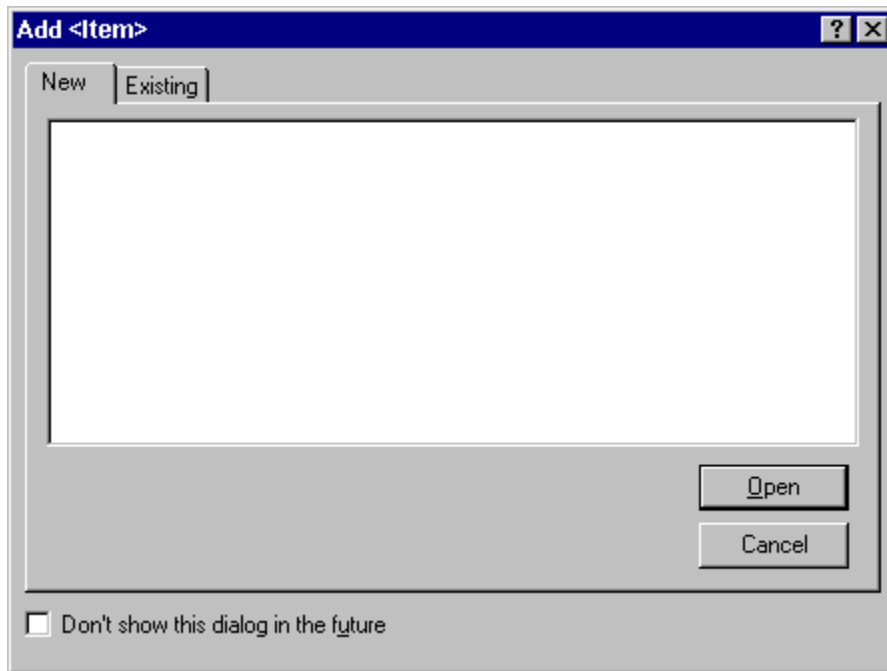 Add <Item>
New Existing
Open
Cancel
Don't show this dialog in the future